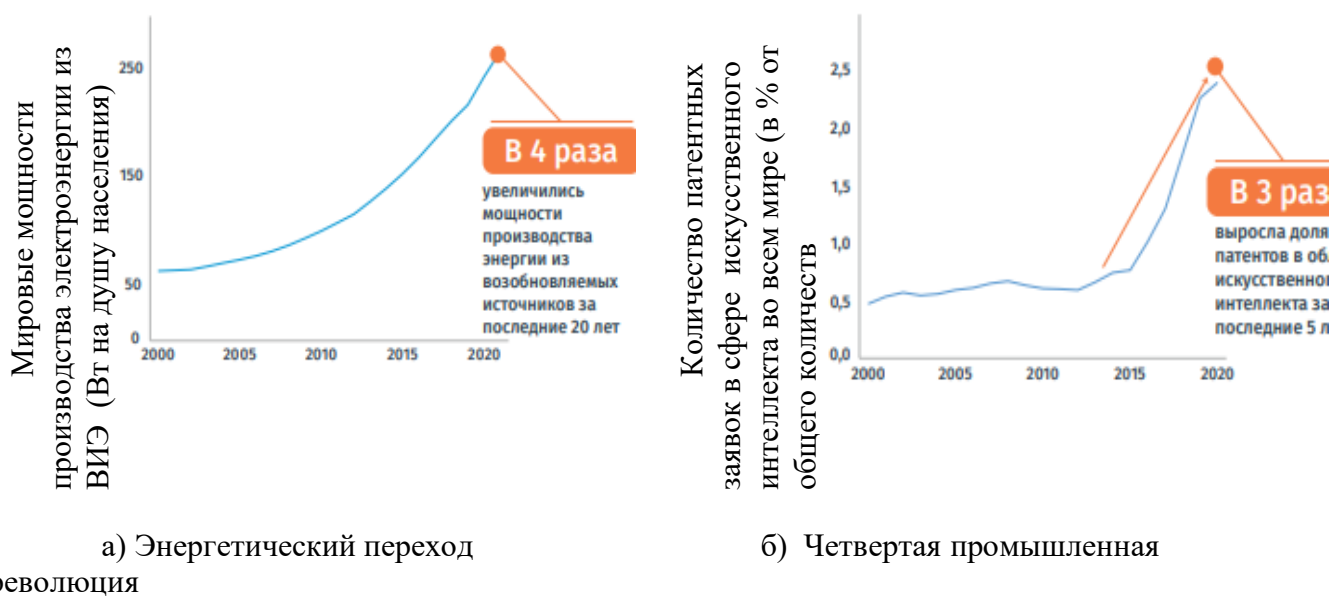 Мировые мощности
производства электроэнергии из
ВИЭ (Вт на душу населения)
250
150
50
0
2000 2005 2010 2015 2020
В 4 раза
увеличились
мощности
производства
энергии из
возобновляемых
источников за
последние 20 лет
Количество патентных
заявок в сфере искусственного
интеллекта во всем мире (в % от
общего количеств
2,5
2,0
1,5
1,0
0,5
0,0
2000 2005 2010 2015 2020
В 3 раз
выросла доля
патентов в обл
искусственног
интеллекта за
последние 5 л
а) Энергетический переход
б) Четвертая промышленная
революция